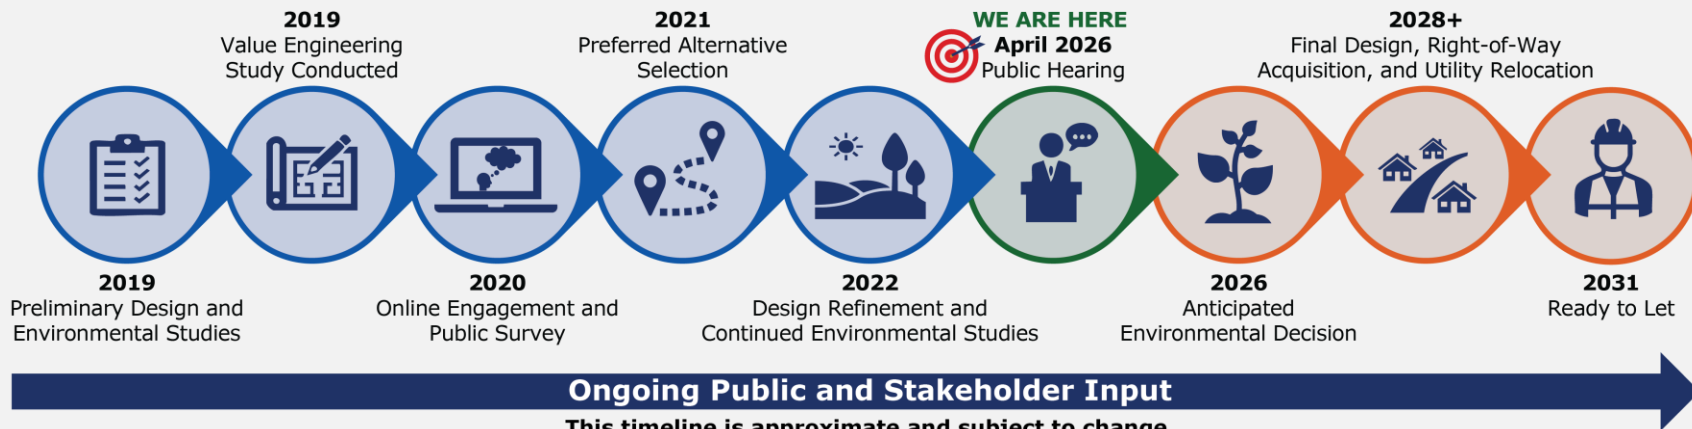 2019
Value Engineering
Study Conducted
2021
Preferred Alternative
Selection
WE ARE HERE
April 2026
Public Hearing
2028+
Final Design, Right-of-Way
Acquisition, and Utility Relocation
2019
Preliminary Design and
Environmental Studies
2020
Online Engagement and
Public Survey
2022
Design Refinement and
Continued Environmental Studies
2026
Anticipated
Environmental Decision
2031
Ready to Let
Ongoing Public and Stakeholder Input
This timeline is approximate and subject to change